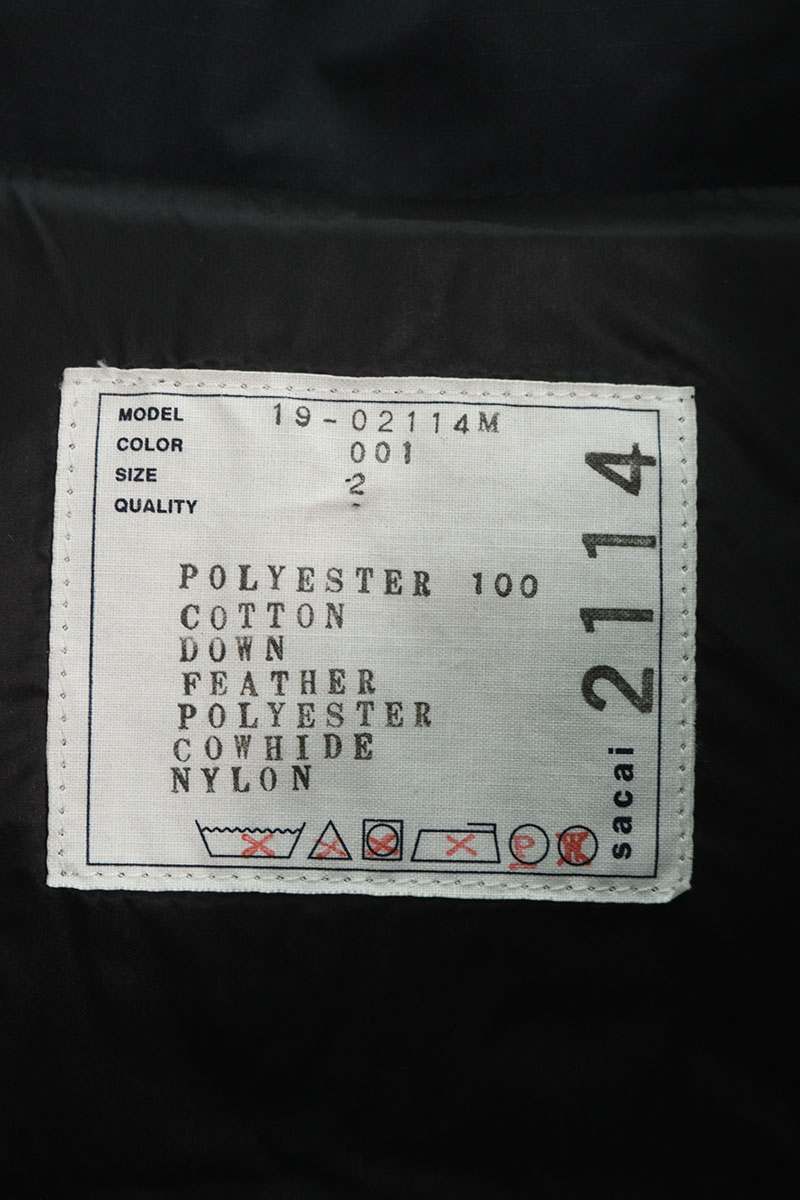 MODEL 19-02114M
COLOR 001
SIZE 2
QUALITY -
POLYESTER 100
COTTON
DOWN
FEATHER
POLYESTER
COWHIDE
NYLON
P W
sacai 2114